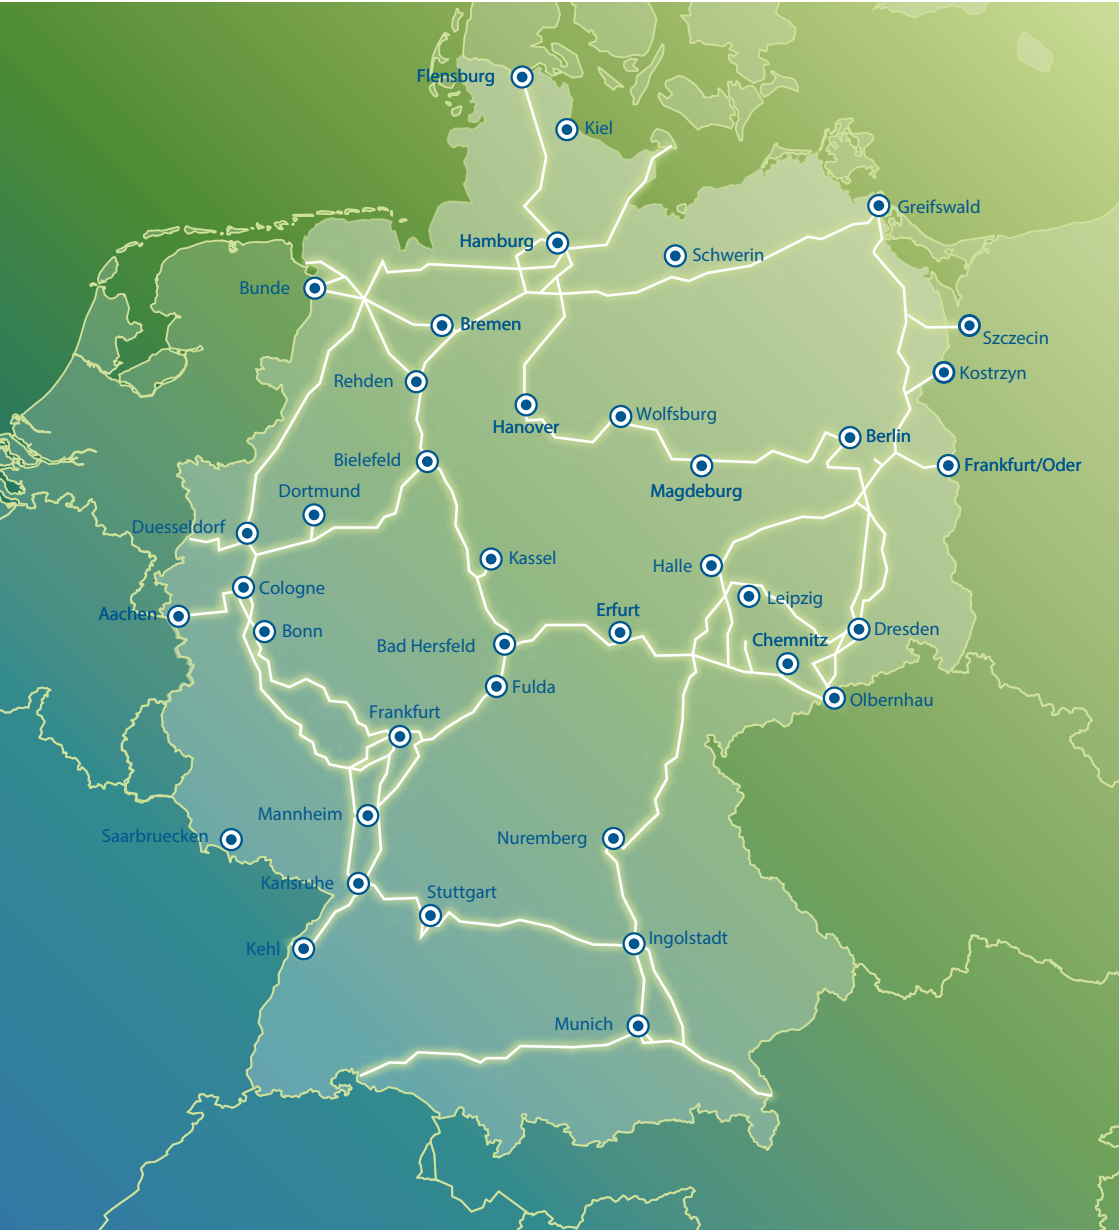 Flensburg
Kiel
Greifswald
Hamburg
Schwerin
Bunde
Bremen
Szczecin
Rehden
Kostrzyn
Wolfsburg
Hanover
Berlin
Bielefeld
Frankfurt/Oder
Dortmund
Magdeburg
Duesseldorf
Kassel
Halle
Cologne
Leipzig
Aachen
Erfurt
Bonn
Dresden
Chemnitz
Bad Hersfeld
Fulda
Olbernhau
Frankfurt
Mannheim
Saarbruecken
Nuremberg
Karlsruhe
Stuttgart
Ingolstadt
Kehl
Munich